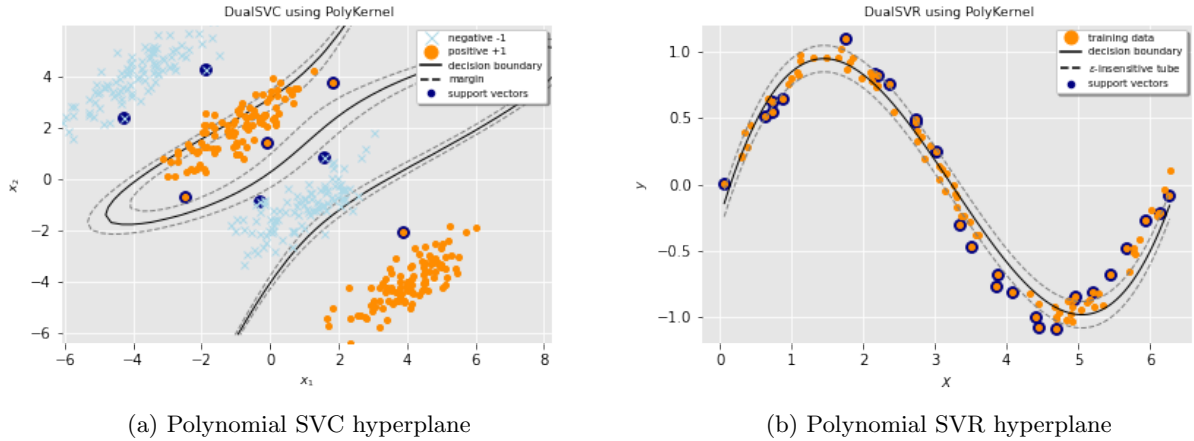 DualSVC using PolyKernel
negative -1
positive +1
decision boundary
margin
support vectors
4
2
0
−2
−4
−6
x₂
−6
−4
−2
0
2
4
6
8
x₁
(a) Polynomial SVC hyperplane
DualSVR using PolyKernel
training data
decision boundary
ε-insensitive tube
support vectors
1.0
0.5
0.0
−0.5
−1.0
y
0
1
2
3
4
5
6
X
(b) Polynomial SVR hyperplane